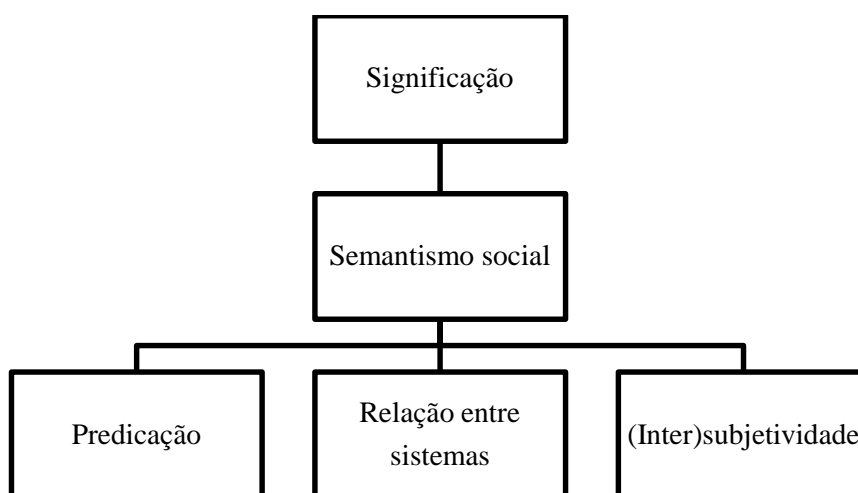 Significação
Semantismo social
Predicação
Relação entre
sistemas
(Inter)subjetividade